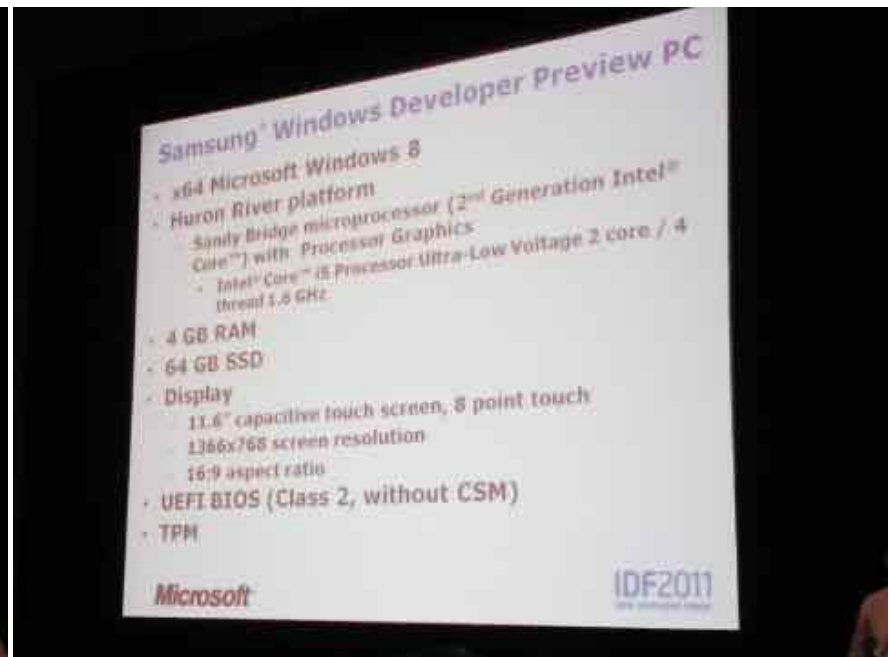 Samsung* Windows Developer Preview PC
· x64 Microsoft Windows 8
· Huron River platform
Sandy Bridge microprocessor (2nd Generation Intel®
Core™) with Processor Graphics
· Intel® Core™ i5 Processor Ultra-Low Voltage 2 core / 4
thread 1.6 GHz
· 4 GB RAM
· 64 GB SSD
· Display
11.6" capacitive touch screen, 8 point touch
1366x768 screen resolution
16:9 aspect ratio
· UEFI BIOS (Class 2, without CSM)
· TPM
Microsoft
IDF2011